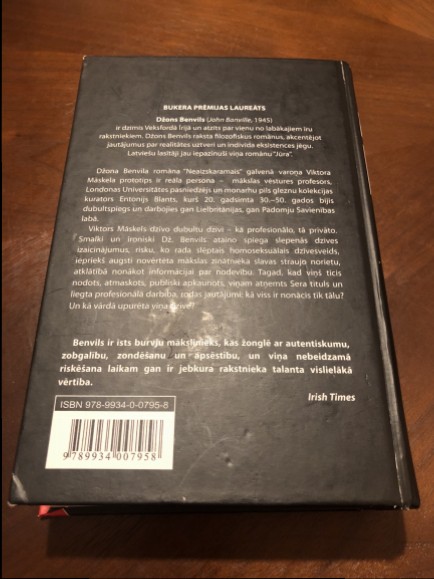 BUKERA PRĒMIJAS LAUREĀTS
Džons Benvils (John Banville, 1945)
ir dzimis Veksfordā Īrijā un atzīts par vienu no labākajiem īru
rakstniekiem. Džons Benvils raksta filozofiskus romānus, akcentējot
jautājumus par realitātes uztveri un indivīda eksistences jēgu.
Latviešu lasītāji jau iepazinuši viņa romānu "Jūra".
Džona Benvila romāna "Neaizskaramais" galvenā varoņa Viktora
Māskela prototips ir reāla persona – mākslas vēstures profesors,
Londonas Universitātes pasniedzējs un monarhu pils gleznu kolekcijas
kurators Entonijs Blants, kurš 20. gadsimta 30.–50. gados bijis
dubultspiegs un darbojies gan Lielbritānijas, gan Padomju Savienības
labā.
Viktors Māskels dzīvo dubultu dzīvi – kā profesionālo, tā privāto.
Smalki un ironiski Dž. Benvils ataino spiega slepenās dzīves
izaicinājumus, risku, ko rada slēptais homoseksuālais dzīvesveids,
iepriekš augsti novērtēta mākslas zinātnieka slavas straujo norietu,
atklātībā nonākot informācijai par nodevību. Tagad, kad viņš ticis
nodots, atmaskots, publiski apkaunots, viņam atņemts Sera tituls un
liegta profesionālā darbība, rodas jautājumi: kā viss ir nonācis tik tālu?
Un kā vārdā upurēta viņa dzīve?
Benvils ir īsts burvju mākslinieks, kas žonglē ar autentiskumu,
zobgalību, zondēšanu un apsēstību, un viņa nebeidzamā
riskēšana laikam gan ir jebkura rakstnieka talanta vislielākā
vērtība.
Irish Times
ISBN 978-9934-0-0795-8
9 789934 007958